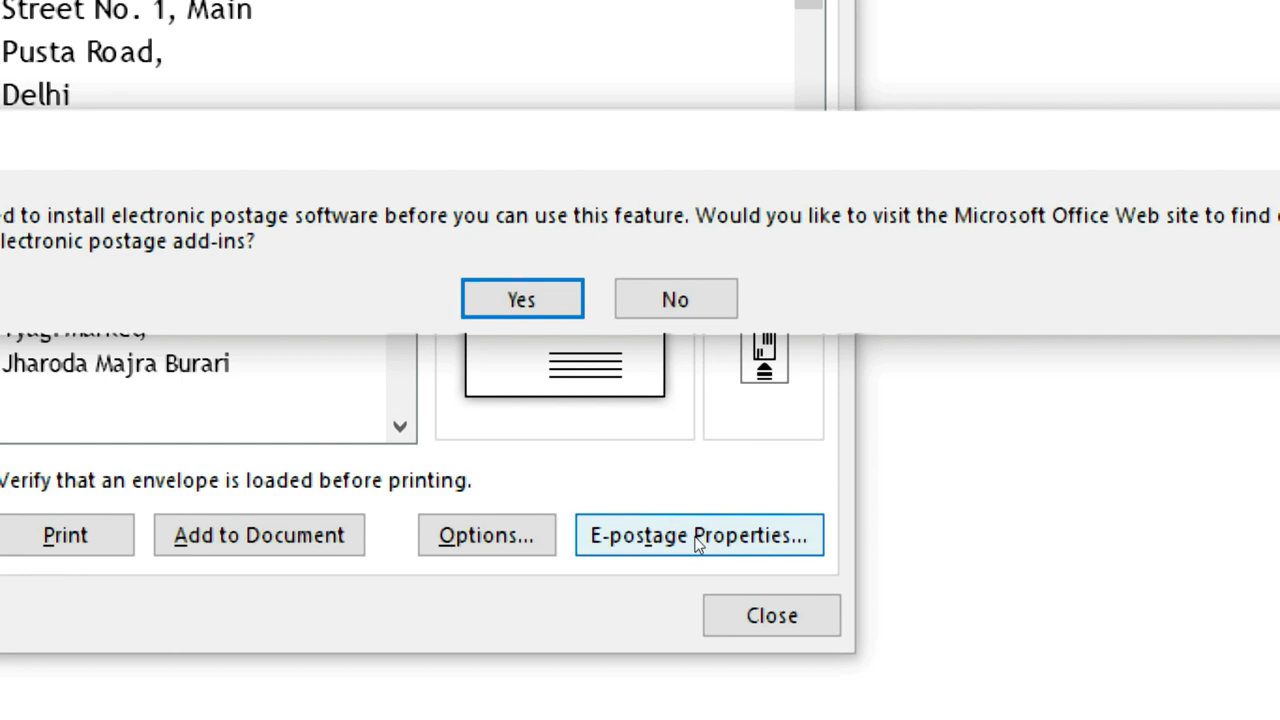 Street No. 1, Main
Pusta Road,
Delhi
ed to install electronic postage software before you can use this feature. Would you like to visit the Microsoft Office Web site to find
lectronic postage add-ins?
Yes No
Jharoda Majra Burari
Verify that an envelope is loaded before printing.
Print Add to Document Options... E-postage Properties...
Close